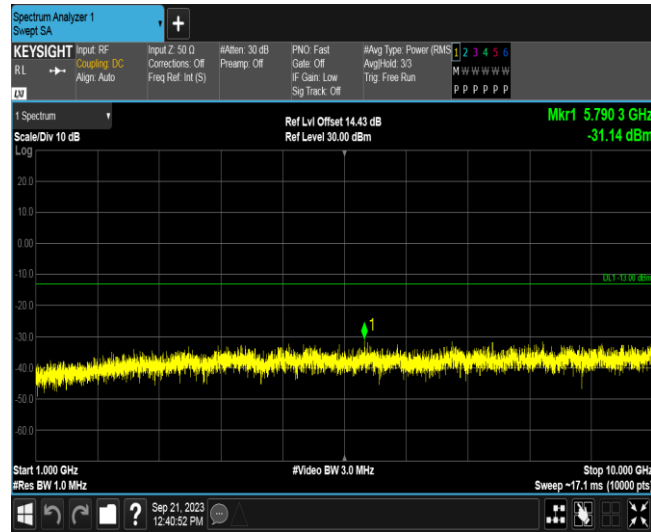 Spectrum Analyzer 1
Swept SA
+
KEYSIGHT
RL
LXI
Input: RF
Coupling: DC
Align: Auto
Input Z: 50 Ω
Corrections: Off
Freq Ref: Int (S)
#Atten: 30 dB
Preamp: Off
PNO: Fast
Gate: Off
IF Gain: Low
Sig Track: Off
#Avg Type: Power (RMS
Avg|Hold: 3/3
Trig: Free Run
1 2 3 4 5 6
M W W W W W
P P P P P P
1 Spectrum
Scale/Div 10 dB
Log
Ref Lvl Offset 14.43 dB
Ref Level 30.00 dBm
Mkr1 5.790 3 GHz
-31.14 dBm
20.0
10.0
0.00
-10.0
DL1 -13.00 dBm
-20.0
1
-30.0
-40.0
-50.0
-60.0
Start 1.000 GHz
#Video BW 3.0 MHz
Stop 10.000 GHz
#Res BW 1.0 MHz
Sweep ~17.1 ms (10000 pts)
?
Sep 21, 2023
12:40:52 PM